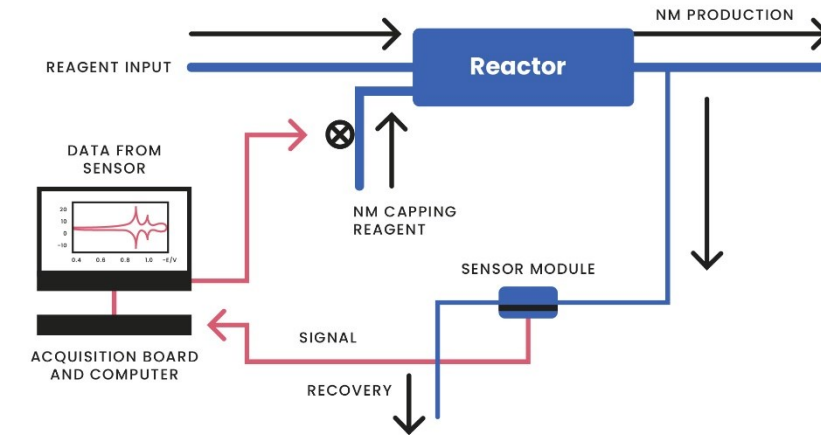 NM PRODUCTION
REAGENT INPUT
Reactor
DATA FROM
SENSOR
20
10
0
-10
0.4 0.6 0.8 1.0 -E/V
NM CAPPING
REAGENT
SENSOR MODULE
SIGNAL
ACQUISITION BOARD
AND COMPUTER
RECOVERY